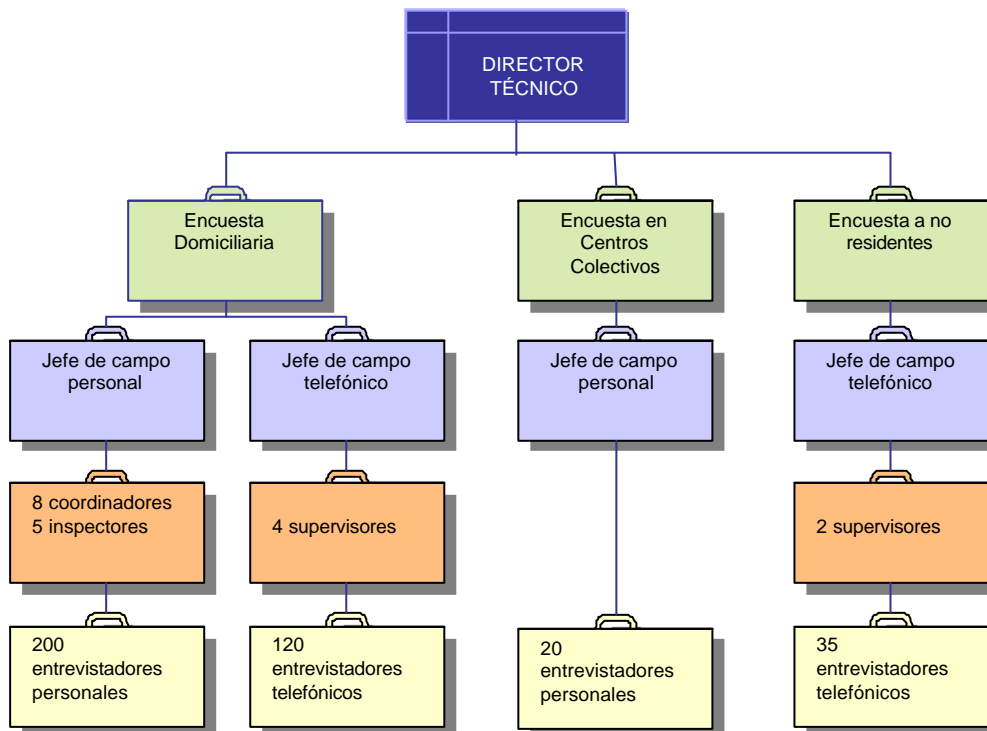 DIRECTOR
TÉCNICO
Encuesta
Domiciliaria
Encuesta en
Centros
Colectivos
Encuesta a no
residentes
Jefe de campo
personal
Jefe de campo
telefónico
Jefe de campo
personal
Jefe de campo
telefónico
8 coordinadores
5 inspectores
4 supervisores
2 supervisores
200
entrevistadores
personales
120
entrevistadores
telefónicos
20
entrevistadores
personales
35
entrevistadores
telefónicos